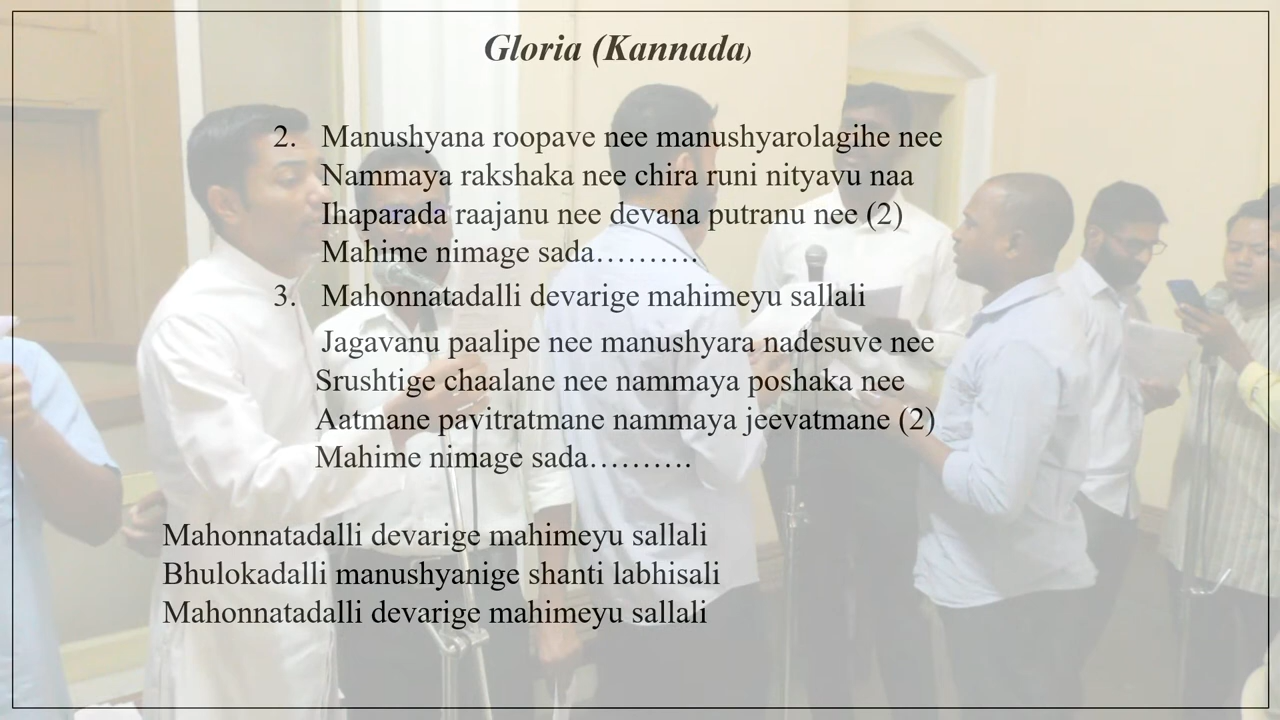 Gloria (Kannada)
2. Manushyana roopave nee manushyarolagihe nee
Nammaya rakshaka nee chira runi nityavu naa
Ihaparada raajanu nee devana putranu nee (2)
Mahime nimage sada……….
3. Mahonnatadalli devarige mahimeyu sallali
Jagavanu paalipe nee manushyara nadesuve nee
Srushtige chaalane nee nammaya poshaka nee
Aatmane pavitratmane nammaya jeevatmane (2)
Mahime nimage sada……….
Mahonnatadalli devarige mahimeyu sallali
Bhulokadalli manushyanige shanti labhisali
Mahonnatadalli devarige mahimeyu sallali